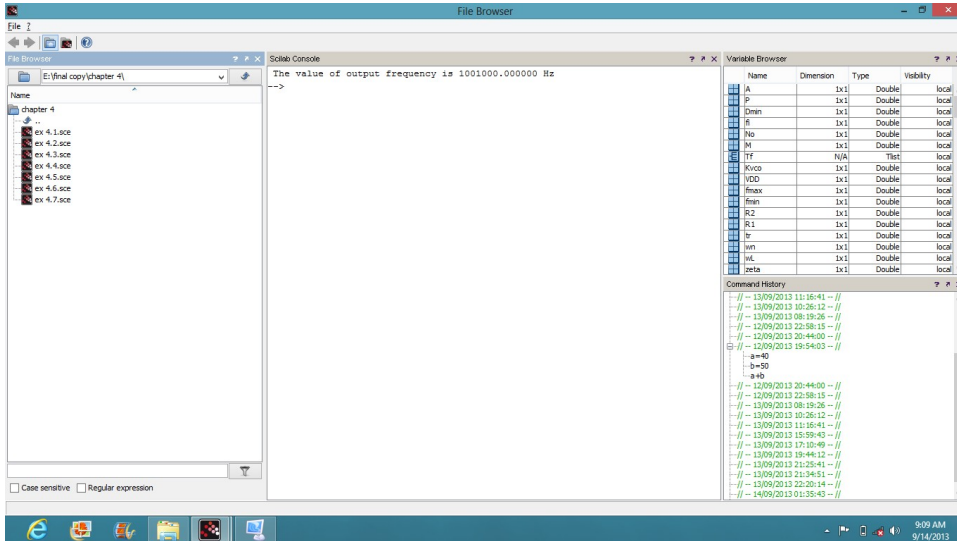 File Browser
File ?
File Browser ? X
E:\final copy\chapter 4\
Name
chapter 4
..
ex 4.1.sce
ex 4.2.sce
ex 4.3.sce
ex 4.4.sce
ex 4.5.sce
ex 4.6.sce
ex 4.7.sce
Case sensitive Regular expression
Scilab Console ? X
The value of output frequency is 1001000.000000 Hz
-->
Variable Browser ?
Name Dimension Type Visibility
A 1x1 Double local
P 1x1 Double local
Dmin 1x1 Double local
fi 1x1 Double local
No 1x1 Double local
M 1x1 Double local
Tf N/A Tlist local
Kvco 1x1 Double local
VDD 1x1 Double local
fmax 1x1 Double local
fmin 1x1 Double local
R2 1x1 Double local
R1 1x1 Double local
tr 1x1 Double local
wn 1x1 Double local
wL 1x1 Double local
zeta 1x1 Double local
Command History ?
// -- 13/09/2013 11:16:41 -- //
// -- 13/09/2013 10:26:12 -- //
// -- 13/09/2013 08:19:26 -- //
// -- 12/09/2013 22:58:15 -- //
// -- 12/09/2013 20:44:00 -- //
// -- 12/09/2013 19:54:03 -- //
a=40
b=50
a+b
// -- 12/09/2013 20:44:00 -- //
// -- 12/09/2013 22:58:15 -- //
// -- 13/09/2013 08:19:26 -- //
// -- 13/09/2013 10:26:12 -- //
// -- 13/09/2013 11:16:41 -- //
// -- 13/09/2013 15:59:43 -- //
// -- 13/09/2013 17:10:49 -- //
// -- 13/09/2013 19:44:12 -- //
// -- 13/09/2013 21:25:41 -- //
// -- 13/09/2013 21:34:51 -- //
// -- 13/09/2013 22:20:14 -- //
// -- 14/09/2013 01:35:43 -- //
9:09 AM
9/14/2013